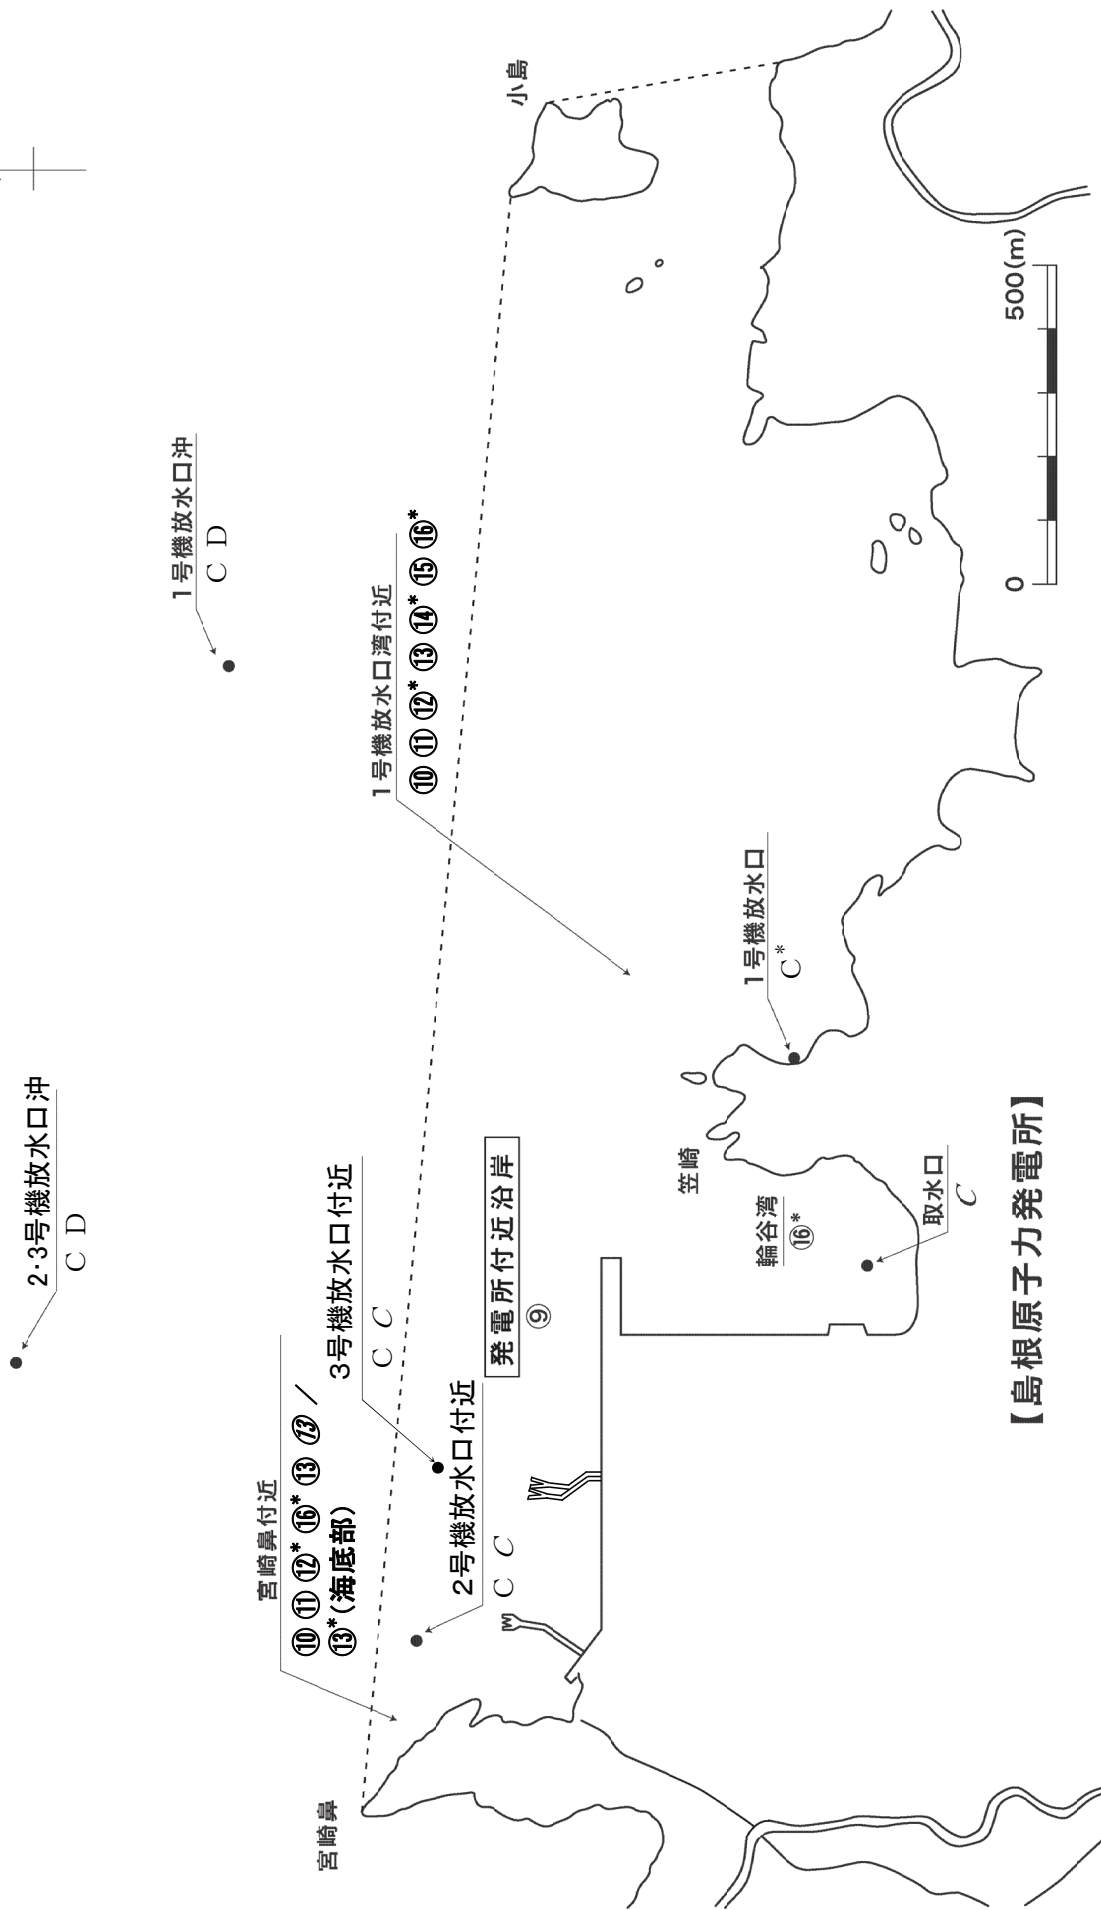 2・3号機放水口沖
C D
1号機放水口沖
C D
小島
宮崎鼻付近
⑩ ⑪ ⑫* ⑯* ⑬ ⑬ /
⑬*(海底部)
3号機放水口付近
C C
1号機放水口湾付近
⑩ ⑪ ⑫* ⑬ ⑭* ⑮ ⑯*
宮崎鼻
2号機放水口付近
C C
発電所付近沿岸
⑨
笠崎
1号機放水口
C*
輪谷湾
⑯*
取水口
C
【島根原子力発電所】
0 500(m)